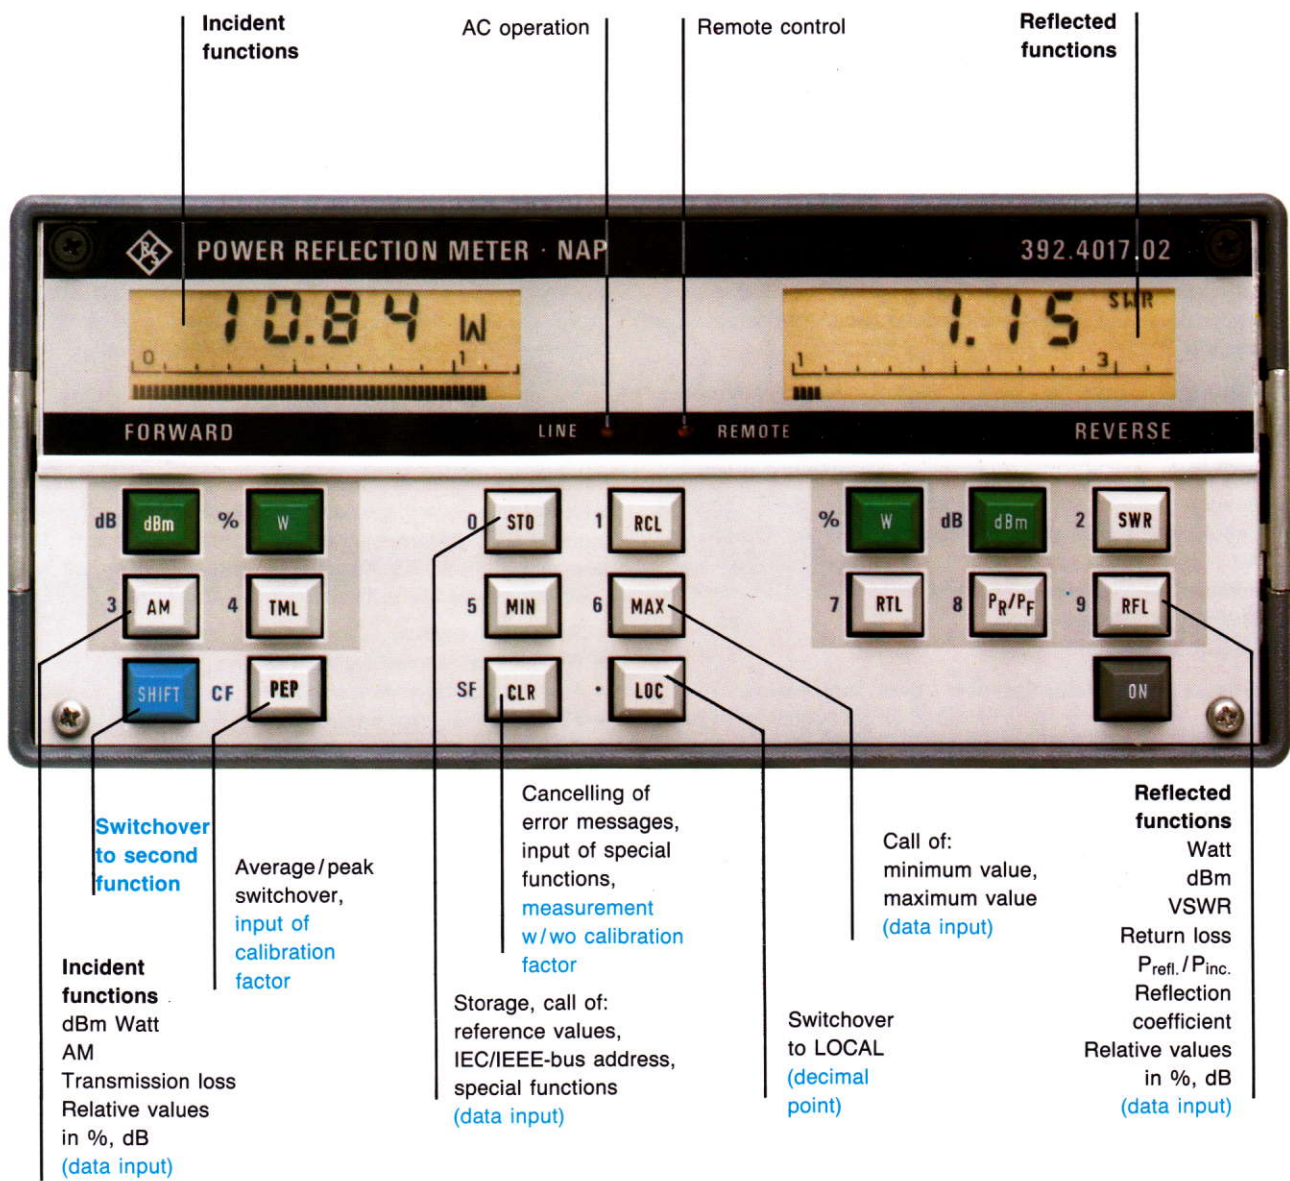 Incident
functions
AC operation
Remote control
Reflected
functions
R&S
POWER REFLECTION METER · NAP
392.4017.02
10.84 W
0 1
1.15 SWR
1 3
FORWARD
LINE
REMOTE
REVERSE
dB dBm % W
0 STO 1 RCL
% W dB dBm 2 SWR
3 AM 4 TML
5 MIN 6 MAX
7 RTL 8 PR/PF 9 RFL
SHIFT CF PEP
SF CLR · LOC
ON
Switchover
to second
function
Average/peak
switchover,
input of
calibration
factor
Cancelling of
error messages,
input of special
functions,
measurement
w/wo calibration
factor
Call of:
minimum value,
maximum value
(data input)
Reflected
functions
Watt
dBm
VSWR
Return loss
Prefl./Pinc.
Reflection
coefficient
Relative values
in %, dB
(data input)
Incident
functions
dBm Watt
AM
Transmission loss
Relative values
in %, dB
(data input)
Storage, call of:
reference values,
IEC/IEEE-bus address,
special functions
(data input)
Switchover
to LOCAL
(decimal
point)